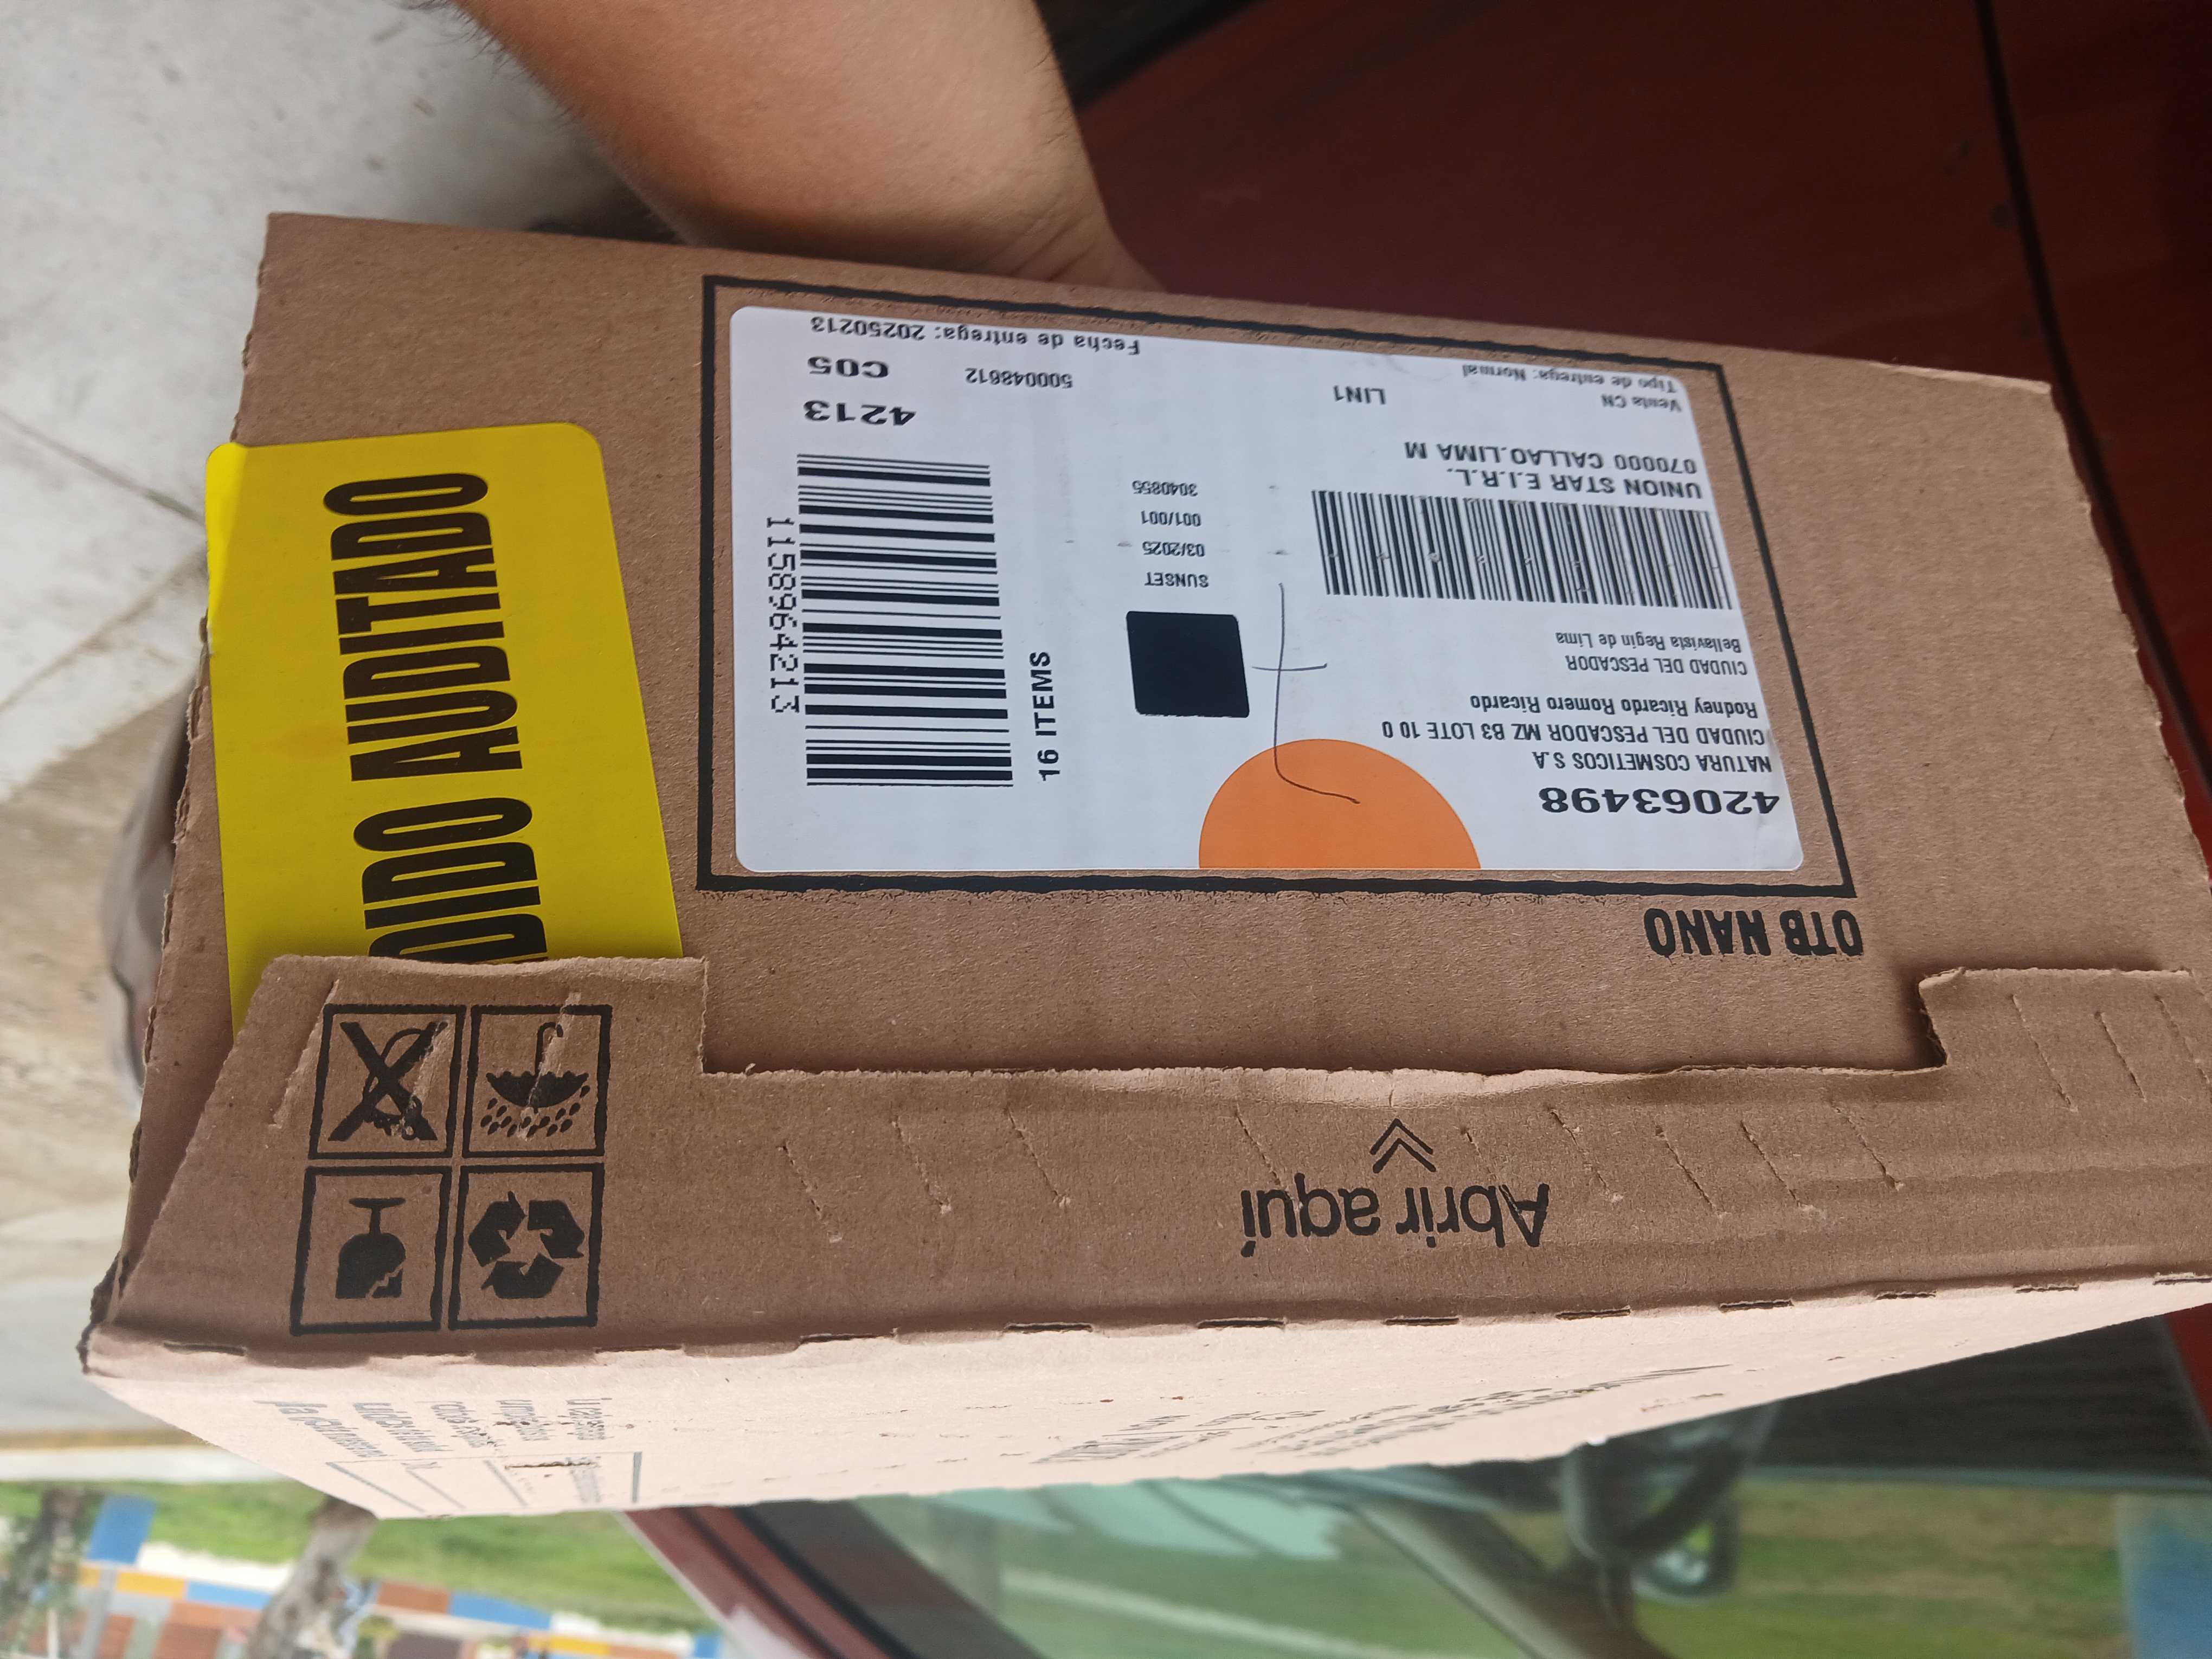 OTB NANO
42063498
NATURA COSMETICOS S.A
CIUDAD DEL PESCADOR MZ B3 LOTE 10 0
Rodney Ricardo Romero Ricardo
CIUDAD DEL PESCADOR
Bellavista Regin de Lima
UNION STAR E.I.R.L.
070000 CALLAO.LIMA M
Venta CN
LIN1
Tipo de entrega: Normal
SUNSET
03/2025
001/001
3040855
16 ITEMS
1158964213
4213
500048612
C05
Fecha de entrega: 20250213
AUDITADO
Abrir aquí